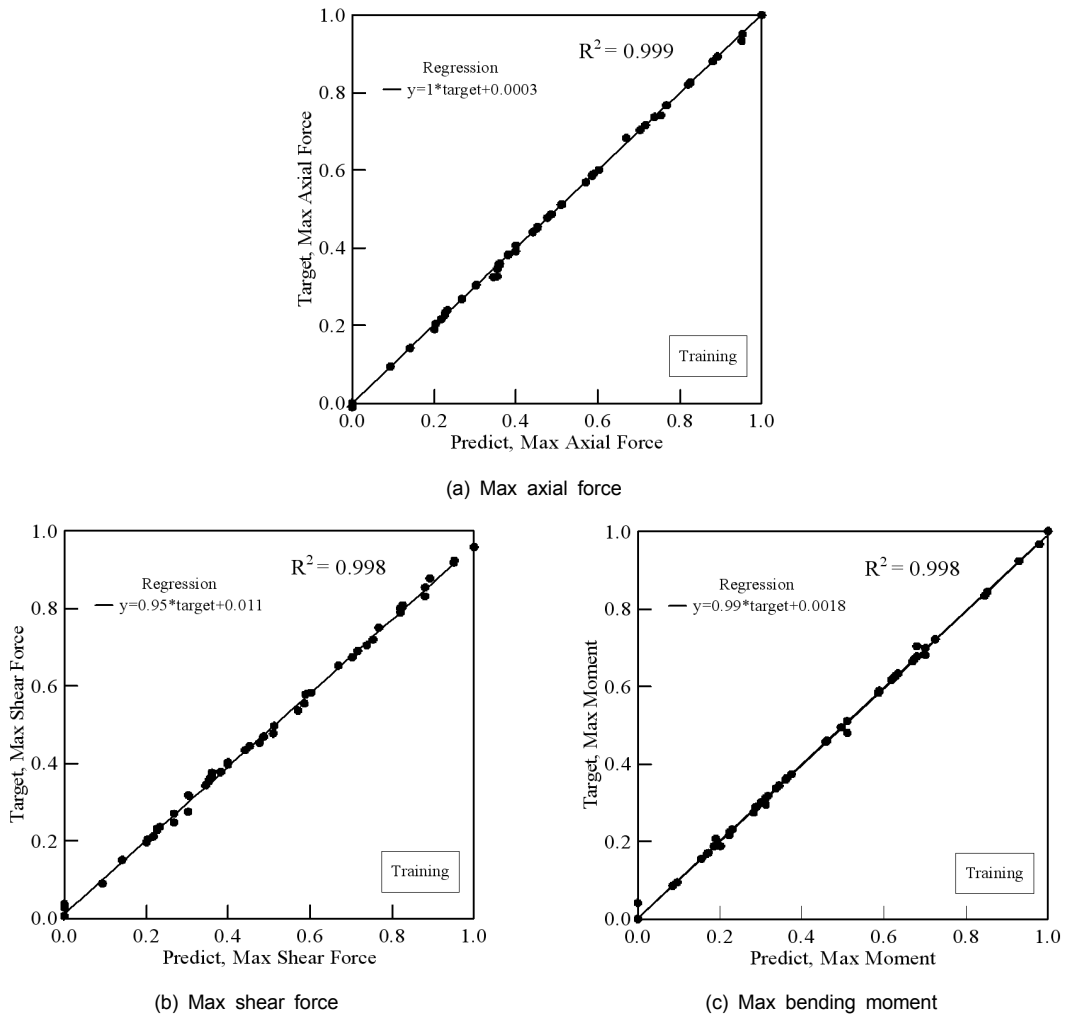 1.0
0.8
0.6
0.4
0.2
0.0
Target, Max Axial Force
R² = 0.999
Regression
y=1*target+0.0003
Training
0.0 0.2 0.4 0.6 0.8 1.0
Predict, Max Axial Force
(a) Max axial force
1.0
0.8
0.6
0.4
0.2
0.0
Target, Max Shear Force
R² = 0.998
Regression
y=0.95*target+0.011
Training
0.0 0.2 0.4 0.6 0.8 1.0
Predict, Max Shear Force
(b) Max shear force
1.0
0.8
0.6
0.4
0.2
0.0
Target, Max Moment
R² = 0.998
Regression
y=0.99*target+0.0018
Training
0.0 0.2 0.4 0.6 0.8 1.0
Predict, Max Moment
(c) Max bending moment